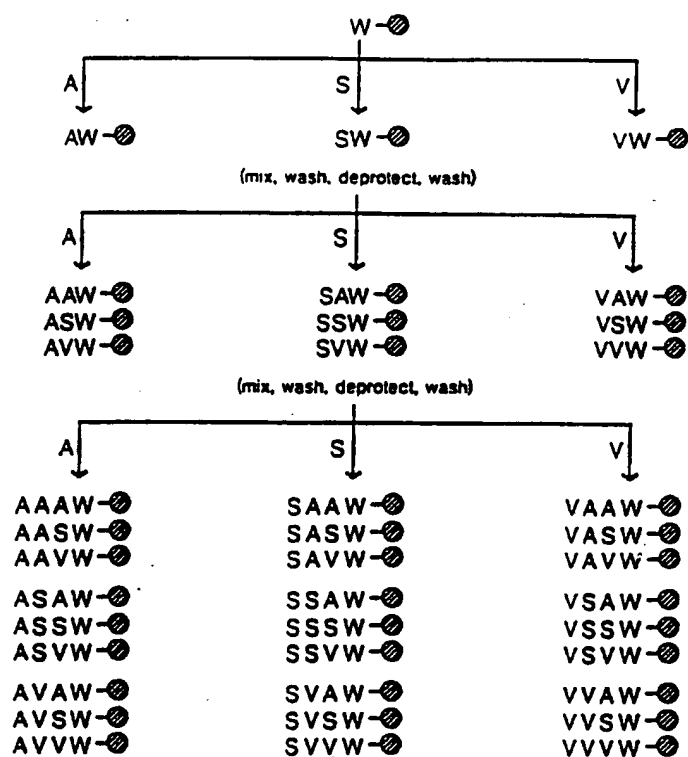 W
A S V
AW SW VW
(mix, wash, deprotect, wash)
A S V
AAW SAW VAW
ASW SSW VSW
AVW SVW VVW
(mix, wash, deprotect, wash)
A S V
AAAW SAAW VAAW
AASW SASW VASW
AAVW SAVW VAVW
ASAW SSAW VSAW
ASSW SSSW VSSW
ASVW SSVW VSVW
AVAW SVAW VVAW
AVSW SVSW VVSW
AVVW SVVW VVVW